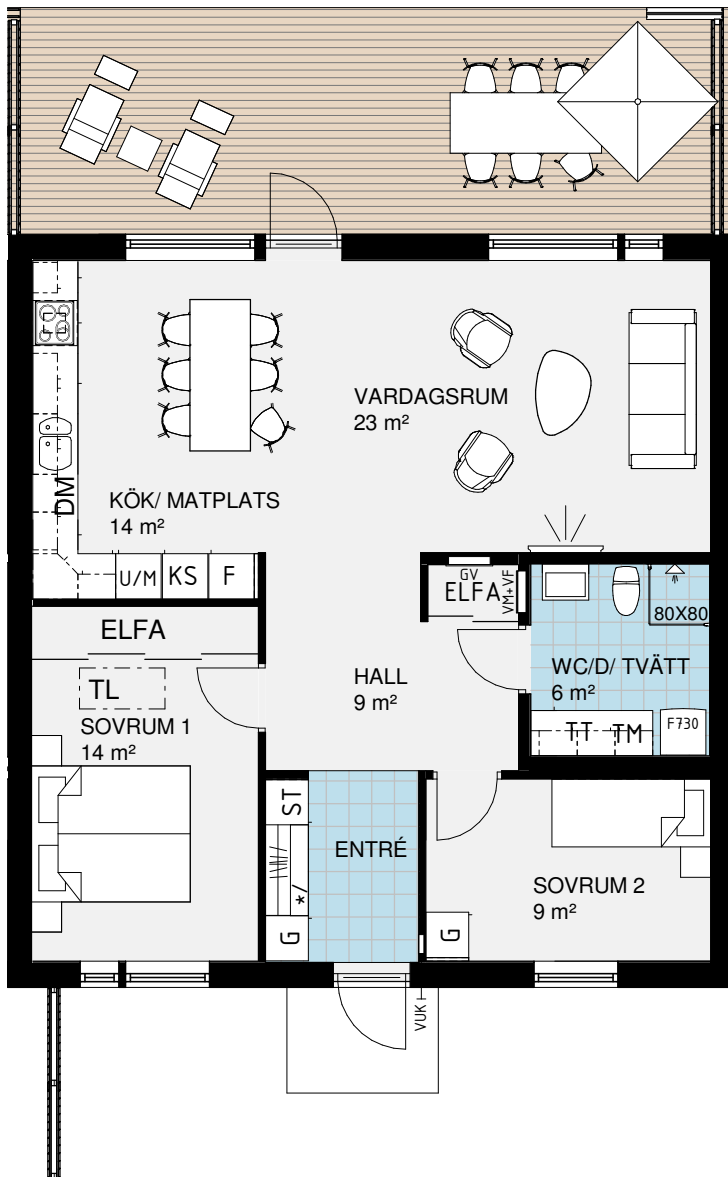 VARDAGSRUM
23 m²
DM
KÖK/ MATPLATS
14 m²
U/M
KS
F
GV
ELFA
VM+VF
80X80
ELFA
TL
SOVRUM 1
14 m²
HALL
9 m²
WC/D/ TVÄTT
6 m²
TT
TM
F730
ST
*/
G
ENTRÉ
SOVRUM 2
9 m²
G
VUK